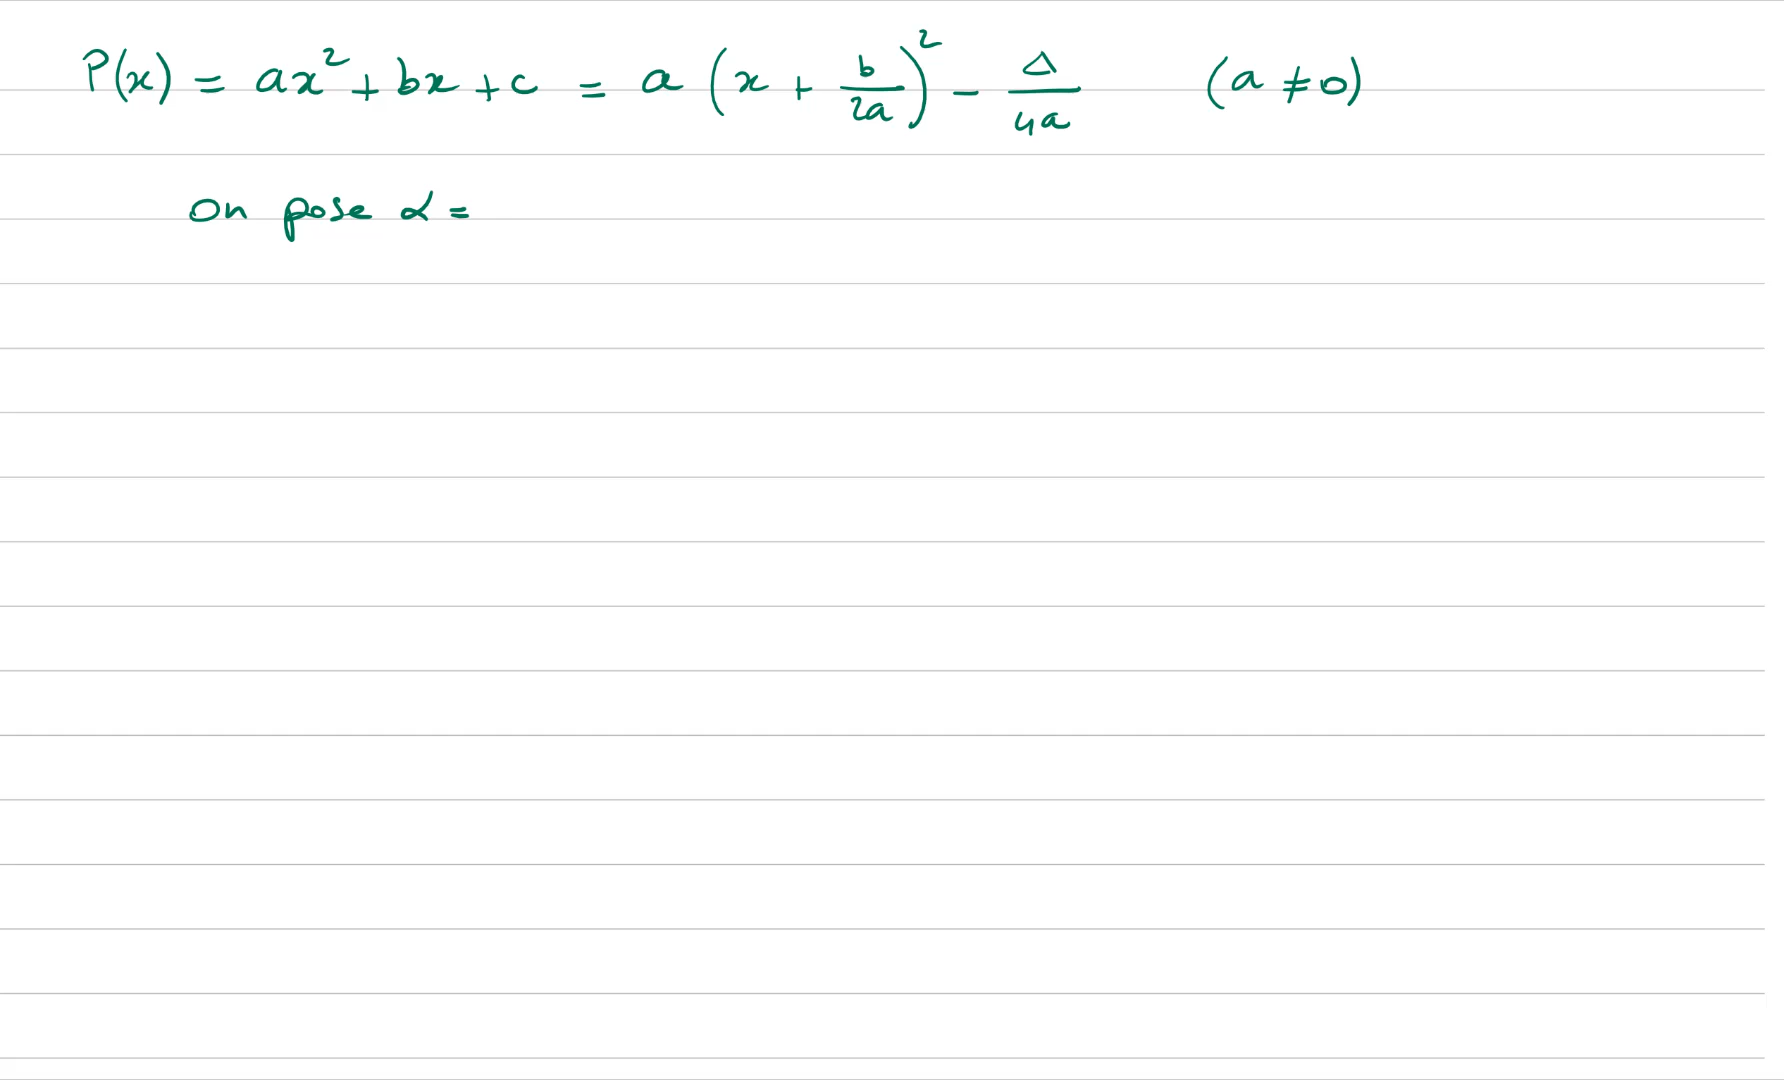 P(x) = ax² + bx + c = a (x + b/2a)² - Δ/4a (a ≠ 0)
on pose α =